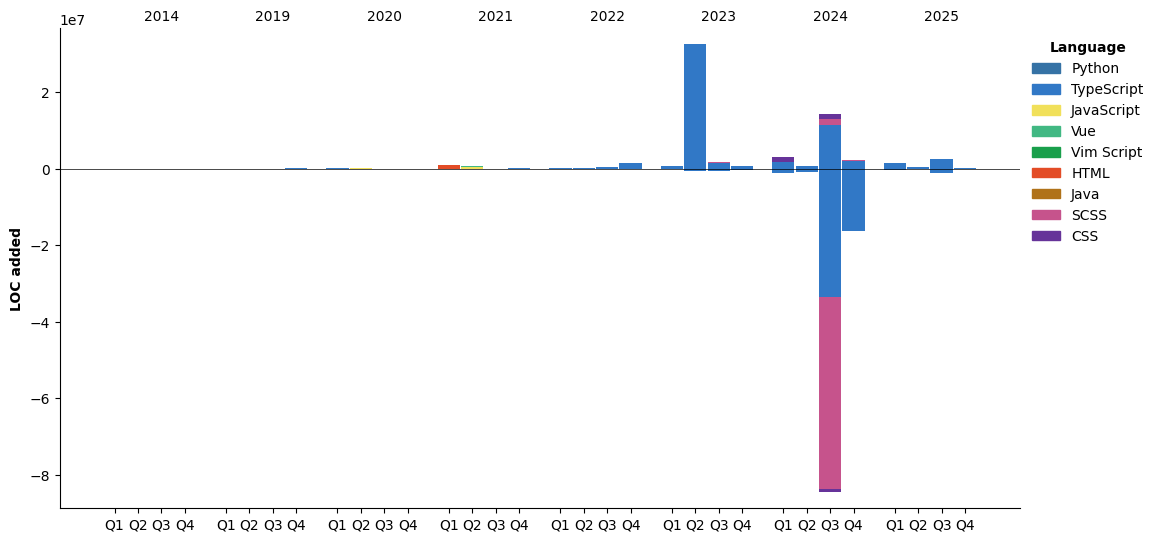 2014 2019 2020 2021 2022 2023 2024 2025
1e7
Language
Python
TypeScript
JavaScript
Vue
Vim Script
HTML
Java
SCSS
CSS
2
0
−2
−4
−6
−8
LOC added
Q1 Q2 Q3 Q4 Q1 Q2 Q3 Q4 Q1 Q2 Q3 Q4 Q1 Q2 Q3 Q4 Q1 Q2 Q3 Q4 Q1 Q2 Q3 Q4 Q1 Q2 Q3 Q4 Q1 Q2 Q3 Q4